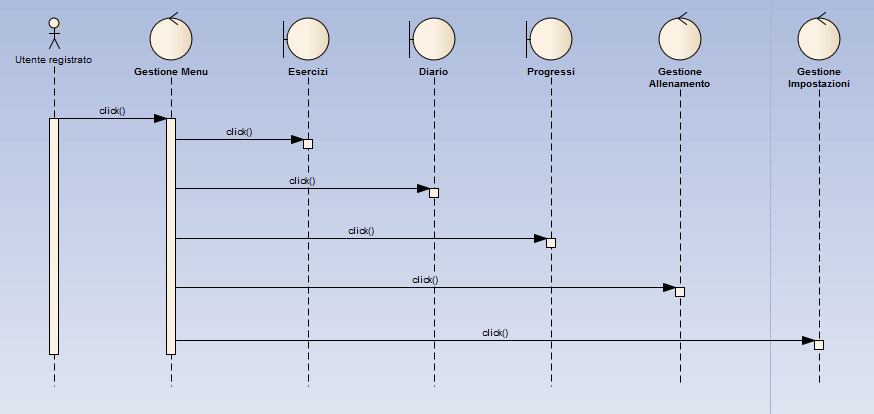 Utente registrato
Gestione Menu
Esercizi
Diario
Progressi
Gestione
Allenamento
Gestione
Impostazioni
click()
click()
click()
click()
click()
click()